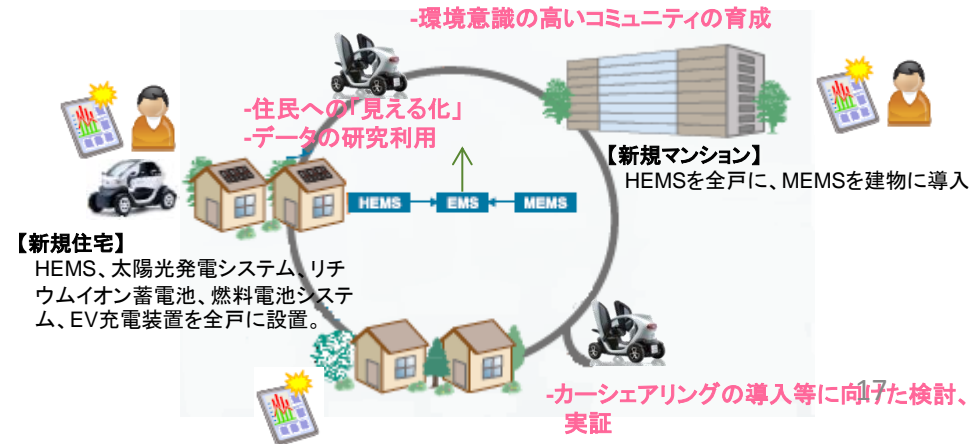 -環境意識の高いコミュニティの育成
-住民への「見える化」
-データの研究利用
【新規マンション】
HEMSを全戸に、MEMSを建物に導入
HEMS
EMS
MEMS
【新規住宅】
HEMS、太陽光発電システム、リチ
ウムイオン蓄電池、燃料電池システ
ム、EV充電装置を全戸に設置。
-カーシェアリングの導入等に向けた検討、
実証
17